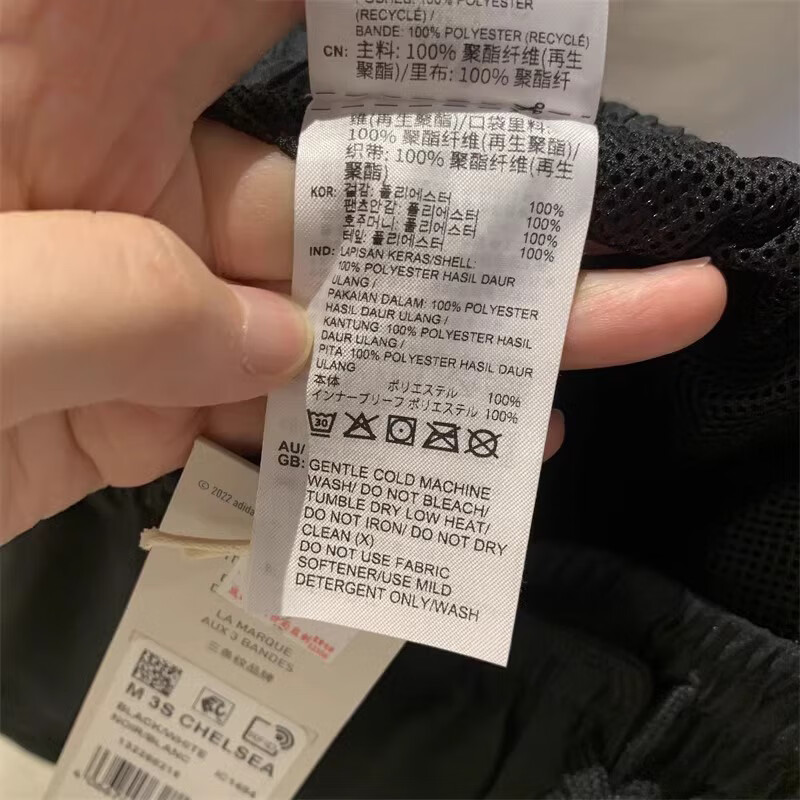 100% POLYESTER
(RECYCLÉ) /
BANDE: 100% POLYESTER (RECYCLÉ)
CN: 主料: 100% 聚酯纤维(再生
聚酯)/里布: 100% 聚酯纤
维(再生聚酯)/口袋里料:
100% 聚酯纤维(再生聚酯)/
织带: 100% 聚酯纤维(再生
聚酯)
KOR: 겉감: 폴리에스터 100%
팬츠안감: 폴리에스터 100%
호주머니: 폴리에스터 100%
테잎: 폴리에스터 100%
IND: LAPISAN KERAS/SHELL:
100% POLYESTER HASIL DAUR
ULANG /
PAKAIAN DALAM: 100% POLYESTER
HASIL DAUR ULANG /
KANTUNG: 100% POLYESTER HASIL
DAUR ULANG /
PITA: 100% POLYESTER HASIL DAUR
ULANG
本体 ポリエステル 100%
インナーブリーフ ポリエステル 100%
30
AU/
GB: GENTLE COLD MACHINE
WASH/ DO NOT BLEACH/
TUMBLE DRY LOW HEAT/
DO NOT IRON/ DO NOT DRY
CLEAN (X)
DO NOT USE FABRIC
SOFTENER/USE MILD
DETERGENT ONLY/WASH
© 2022 adida
LA MARQUE
AUX 3 BANDES
三条纹品牌
M 3S CHELSEA
BLACK/WHITE
NOIR/BLANC
IC1484